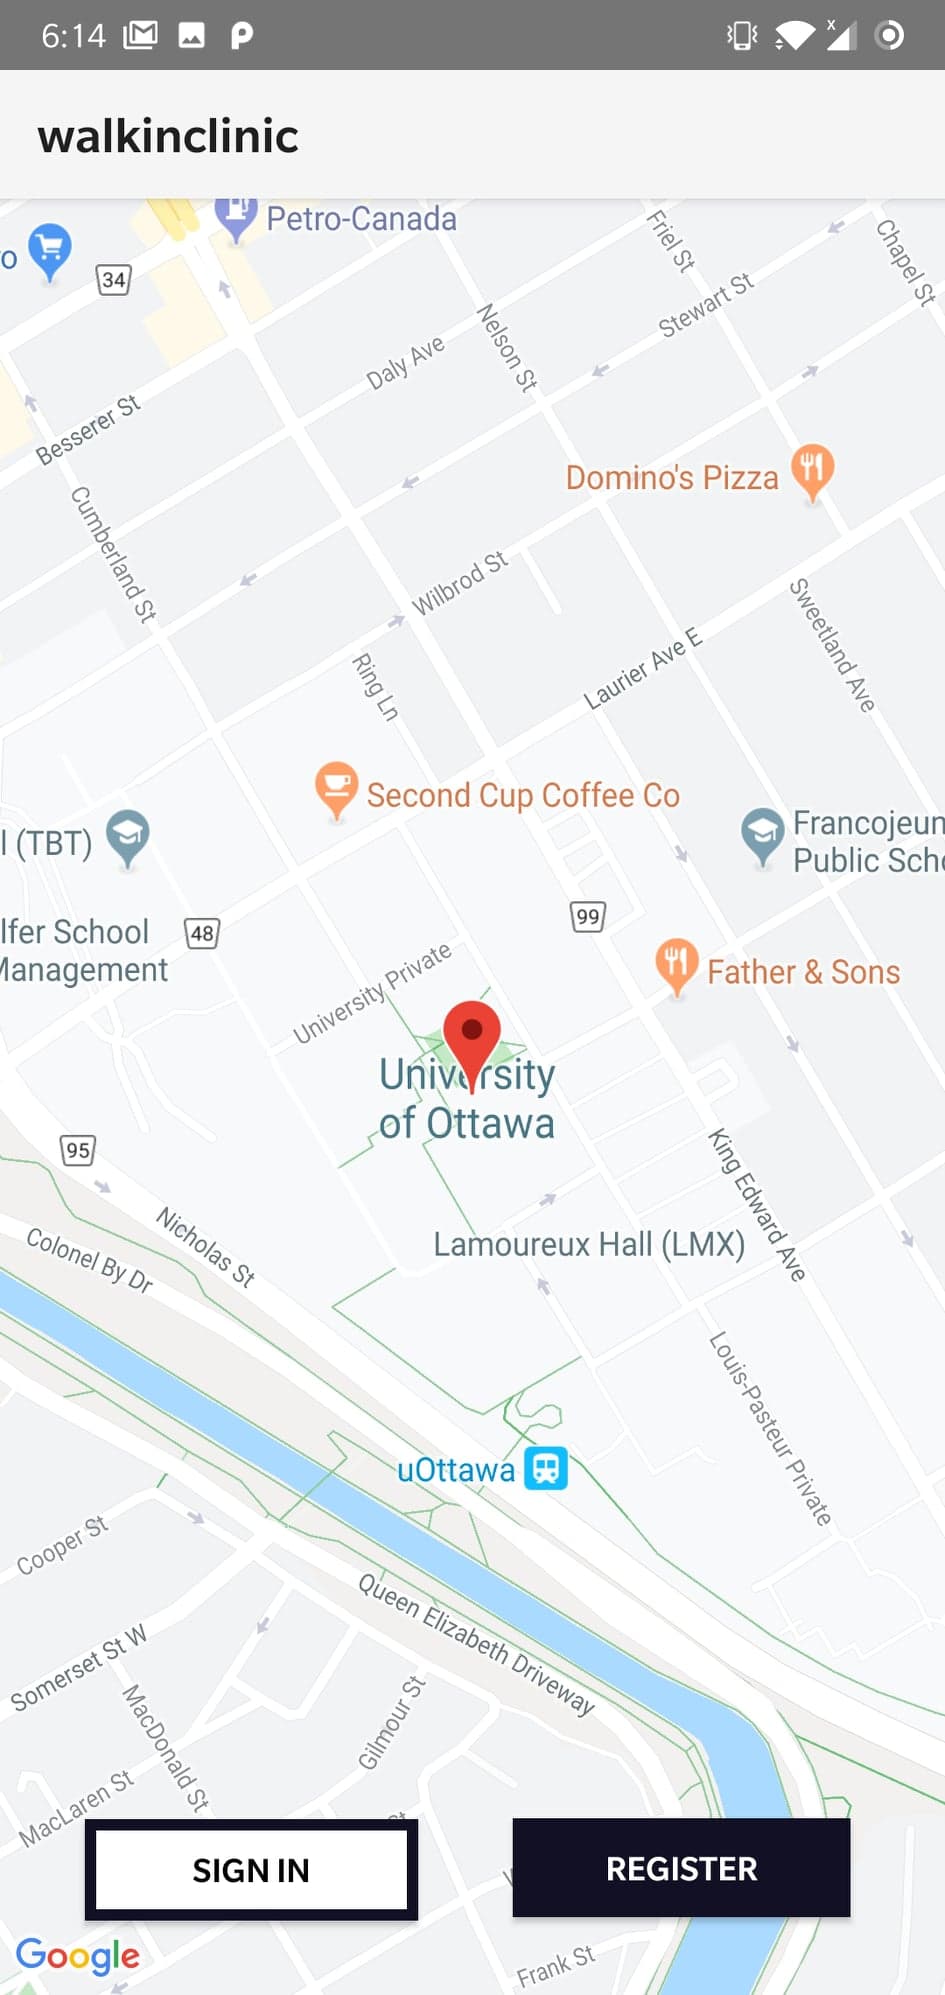 6:14
walkinclinic
Petro-Canada
o
34
Friel St
Chapel St
Stewart St
Nelson St
Daly Ave
Besserer St
Domino's Pizza
Cumberland St
Wilbrod St
Sweetland Ave
Laurier Ave E
Ring Ln
Second Cup Coffee Co
l (TBT)
Francojeun
Public Scho
lfer School
Management
48
99
University Private
Father & Sons
University
of Ottawa
95
King Edward Ave
Nicholas St
Colonel By Dr
Lamoureux Hall (LMX)
Louis-Pasteur Private
uOttawa
Cooper St
Queen Elizabeth Driveway
Somerset St W
MacDonald St
Gilmour St
MacLaren St
SIGN IN
REGISTER
Google
Frank St